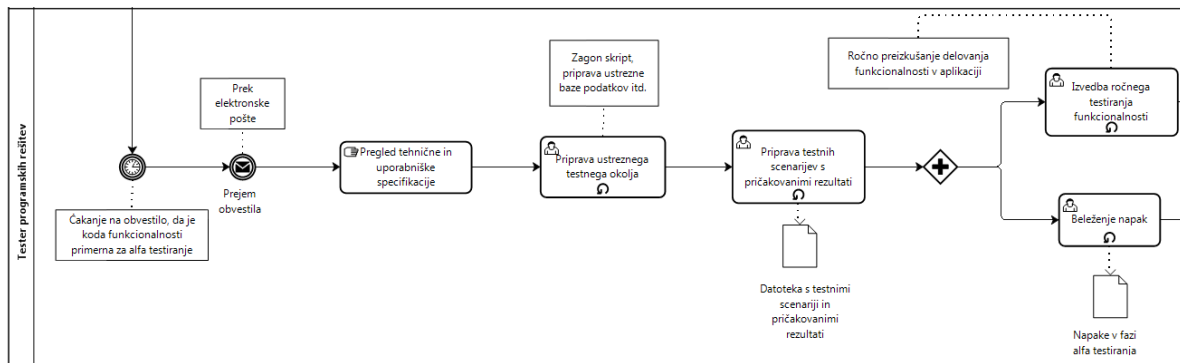 Tester programskih rešitev
Prek
elektronske
pošte
Prejem
obvestila
Čakanje na obvestilo, da je
koda funkcionalnosti
primerna za alfa testiranje
Pregled tehnične in
uporabniške
specifikacije
Zagon skript,
priprava ustrezne
baze podatkov itd.
Priprava ustreznega
testnega okolja
Priprava testnih
scenarijev s
pričakovanimi rezultati
Datoteka s testnimi
scenariji in
pričakovanimi
rezultati
Ročno preizkušanje delovanja
funkcionalnosti v aplikaciji
Izvedba ročnega
testiranja
funkcionalnosti
Beleženje napak
Napake v fazi
alfa testiranja